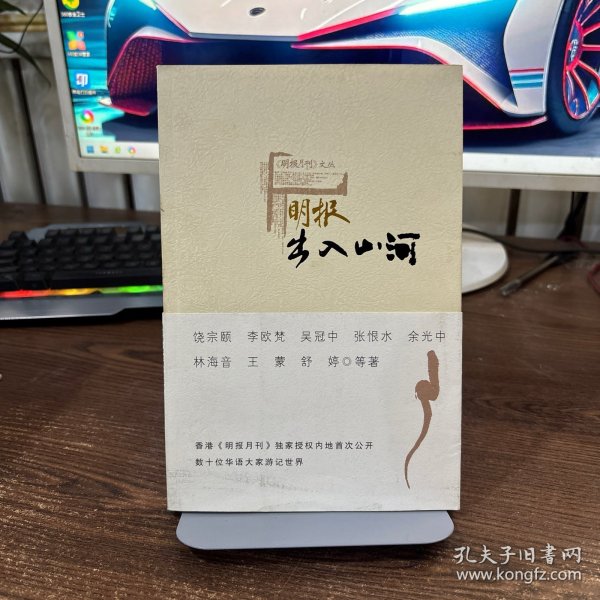 《明报月刊》文丛
明报
出入山河
饶宗颐 李欧梵 吴冠中 张恨水 余光中
林海音 王蒙 舒婷◎等著
香港《明报月刊》独家授权内地首次公开
数十位华语大家游记世界
孔夫子旧书网
www.kongfz.com